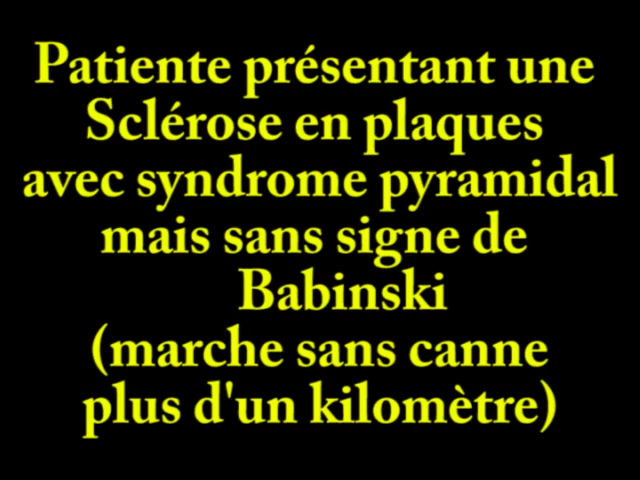 Patiente présentant une
Sclérose en plaques
avec syndrome pyramidal
mais sans signe de
Babinski
(marche sans canne
plus d'un kilomètre)